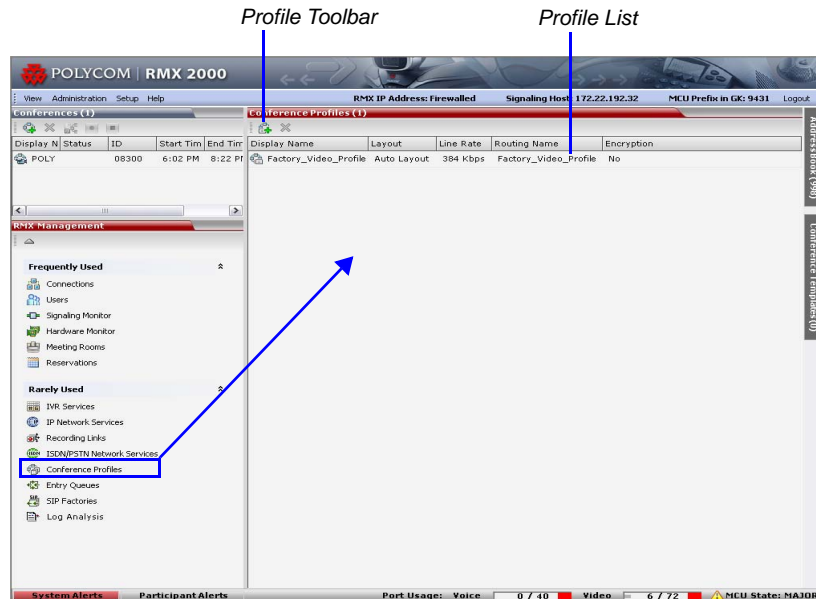 Profile Toolbar
Profile List
POLYCOM | RMX 2000
View Administration Setup Help
RMX IP Address: Firewalled Signaling Host: 172.22.192.32 MCU Prefix in GK: 9431 Logout
Conferences (1)
Display N Status ID Start Tim End Tim
POLY 08300 6:02 PM 8:22 PM
Conference Profiles (1)
Display Name Layout Line Rate Routing Name Encryption
Factory_Video_Profile Auto Layout 384 Kbps Factory_Video_Profile No
Address Book (998)
Conference Templates (0)
RMX Management
Frequently Used
Connections
Users
Signaling Monitor
Hardware Monitor
Meeting Rooms
Reservations
Rarely Used
IVR Services
IP Network Services
Recording Links
ISDN/PSTN Network Services
Conference Profiles
Entry Queues
SIP Factories
Log Analysis
System Alerts Participant Alerts Port Usage: Voice 0 / 40 Video 6 / 72 MCU State: MAJOR